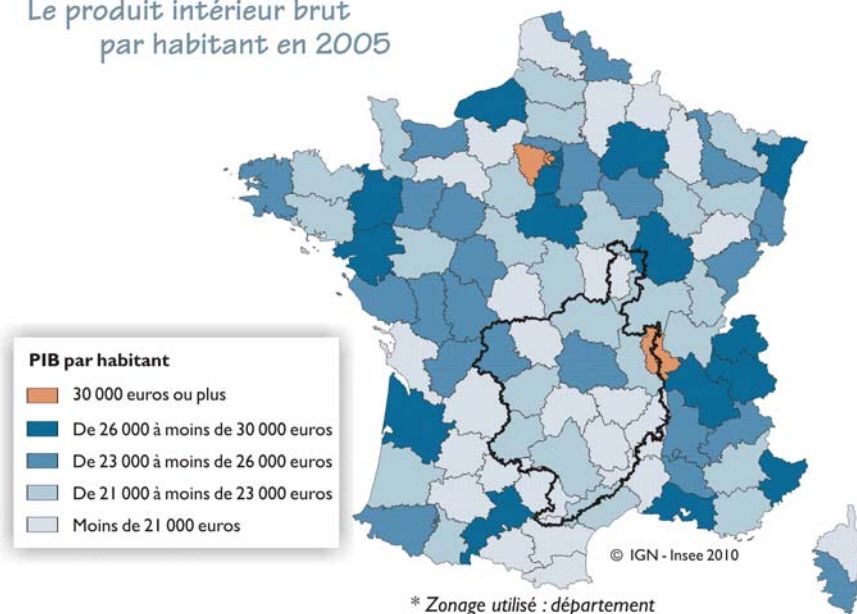 Le produit intérieur brut
par habitant en 2005
PIB par habitant
30 000 euros ou plus
De 26 000 à moins de 30 000 euros
De 23 000 à moins de 26 000 euros
De 21 000 à moins de 23 000 euros
Moins de 21 000 euros
© IGN - Insee 2010
* Zonage utilisé : département